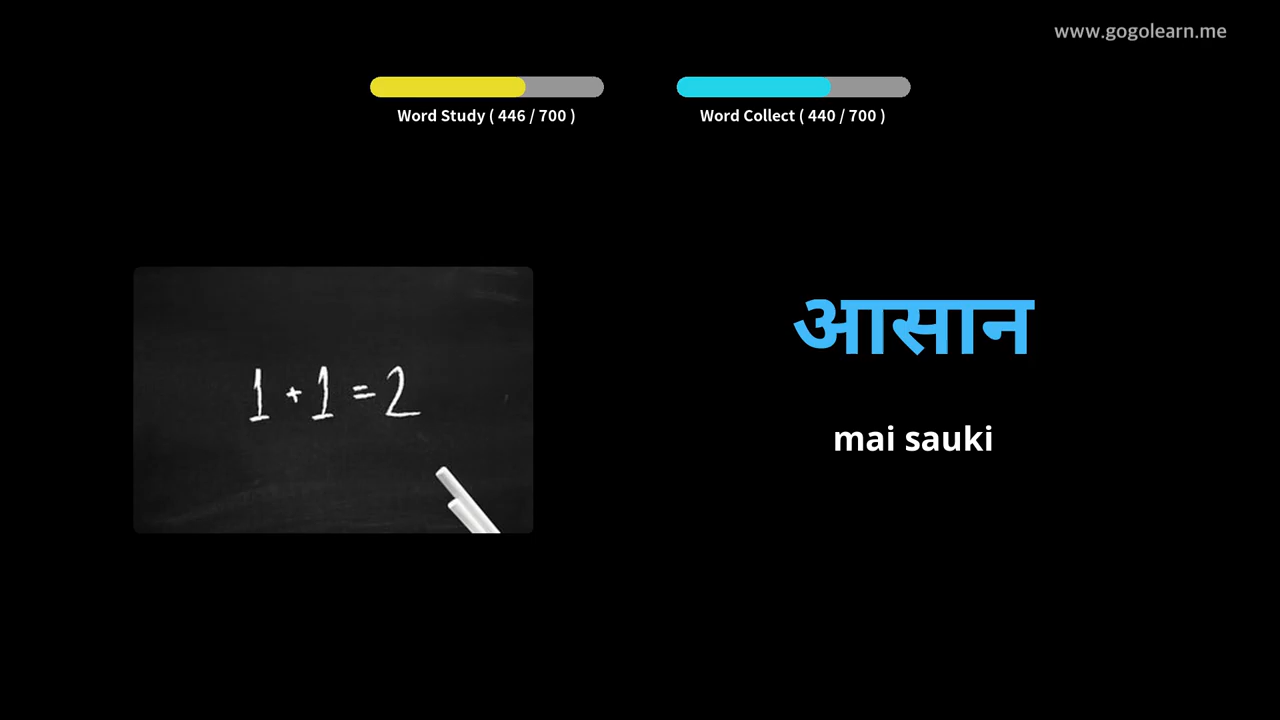 www.gogolearn.me
Word Study ( 446 / 700 )
Word Collect ( 440 / 700 )
1 + 1 = 2
आसान
mai sauki